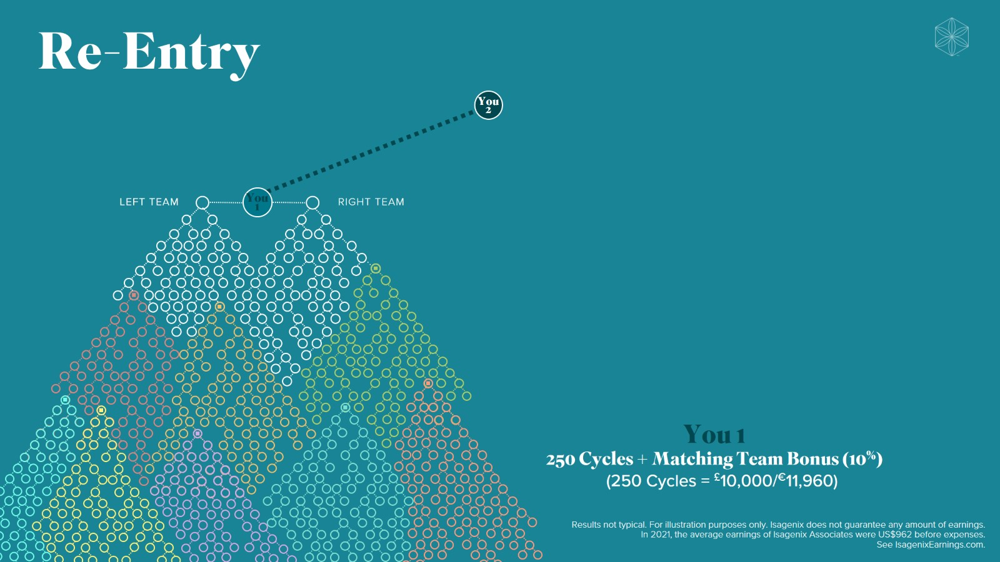 Re-Entry
You
2
LEFT TEAM
You
1
RIGHT TEAM
You 1
250 Cycles + Matching Team Bonus (10%)
(250 Cycles = £10,000/€11,960)
Results not typical. For illustration purposes only. Isagenix does not guarantee any amount of earnings.
In 2021, the average earnings of Isagenix Associates were US$962 before expenses.
See IsagenixEarnings.com.